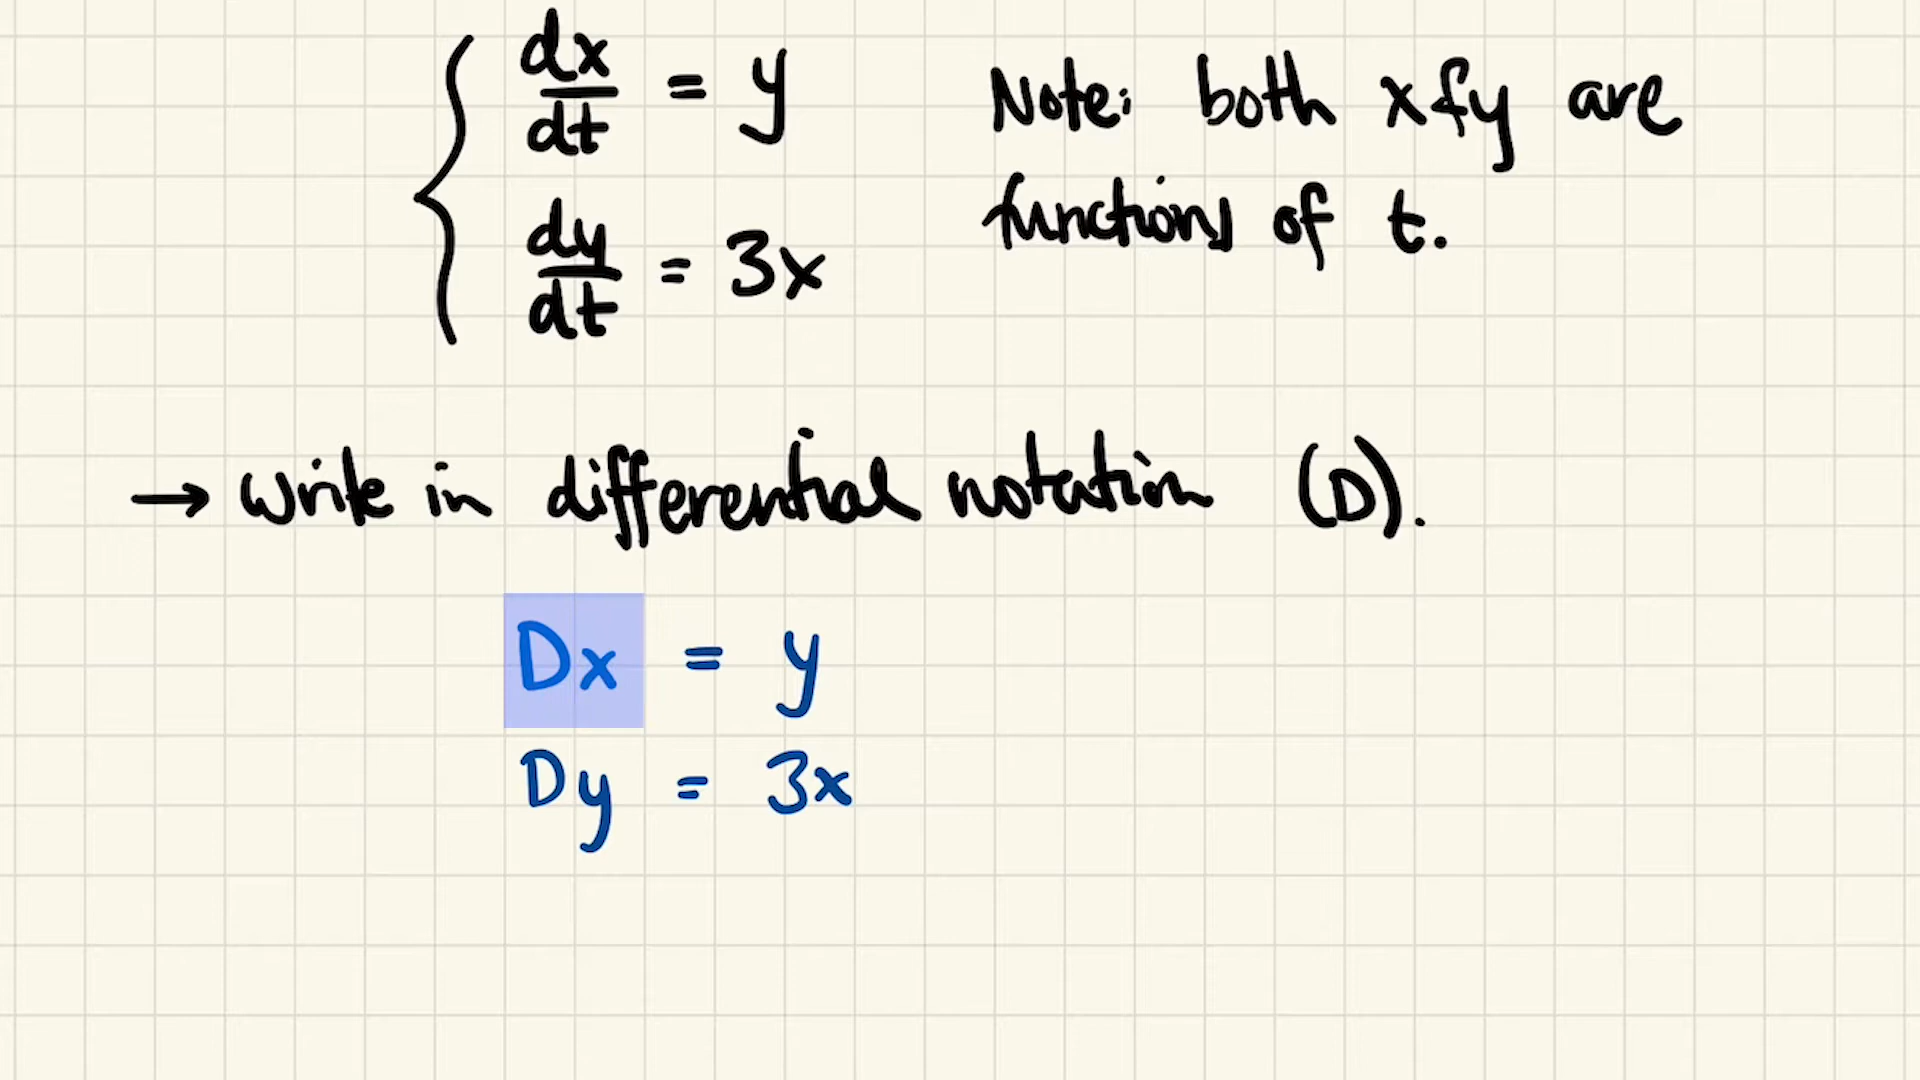 dx/dt = y
Note: both x & y are
functions of t.
dy/dt = 3x
→ write in differential notation (D).
Dx = y
Dy = 3x